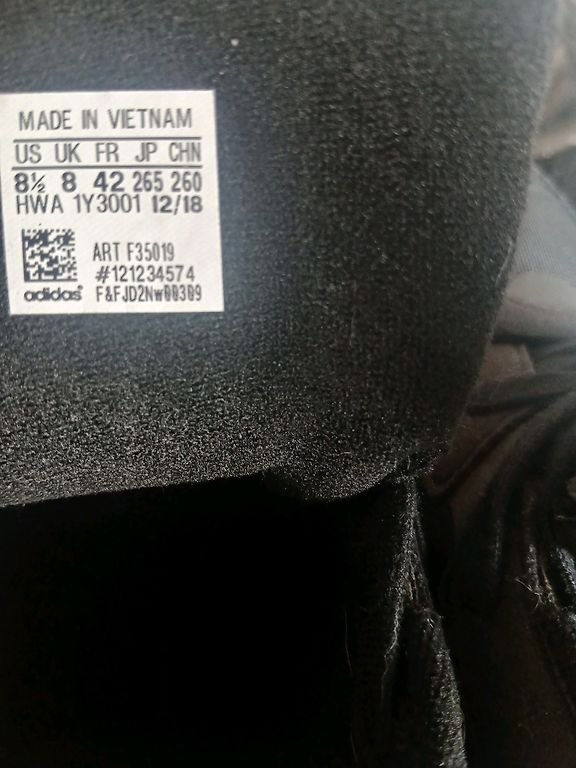 MADE IN VIETNAM
US UK FR JP CHN
8½ 8 42 265 260
HWA 1Y3001 12/18
ART F35019
#121234574
adidas® F&FJD2Nw00309